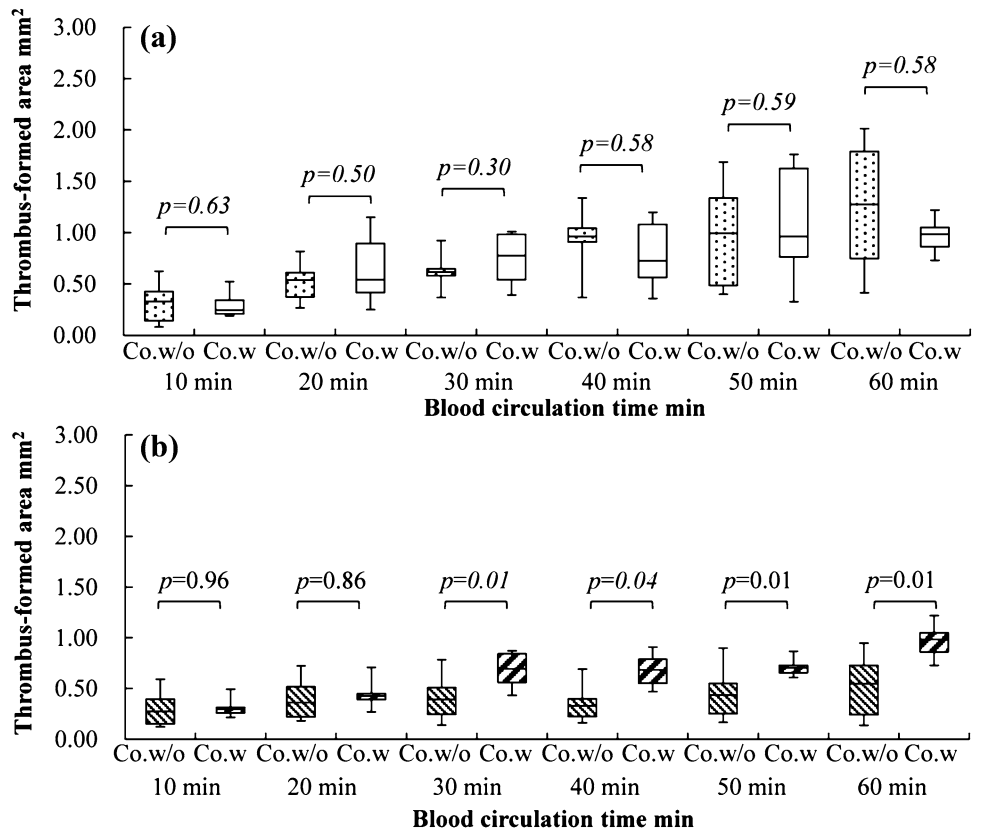 (a)
Thrombus-formed area mm²
3.00
2.50
2.00
1.50
1.00
0.50
0.00
p=0.63
p=0.50
p=0.30
p=0.58
p=0.59
p=0.58
Co.w/o Co.w Co.w/o Co.w Co.w/o Co.w Co.w/o Co.w Co.w/o Co.w Co.w/o Co.w
10 min 20 min 30 min 40 min 50 min 60 min
Blood circulation time min
(b)
Thrombus-formed area mm²
3.00
2.50
2.00
1.50
1.00
0.50
0.00
p=0.96
p=0.86
p=0.01
p=0.04
p=0.01
p=0.01
Co.w/o Co.w Co.w/o Co.w Co.w/o Co.w Co.w/o Co.w Co.w/o Co.w Co.w/o Co.w
10 min 20 min 30 min 40 min 50 min 60 min
Blood circulation time min